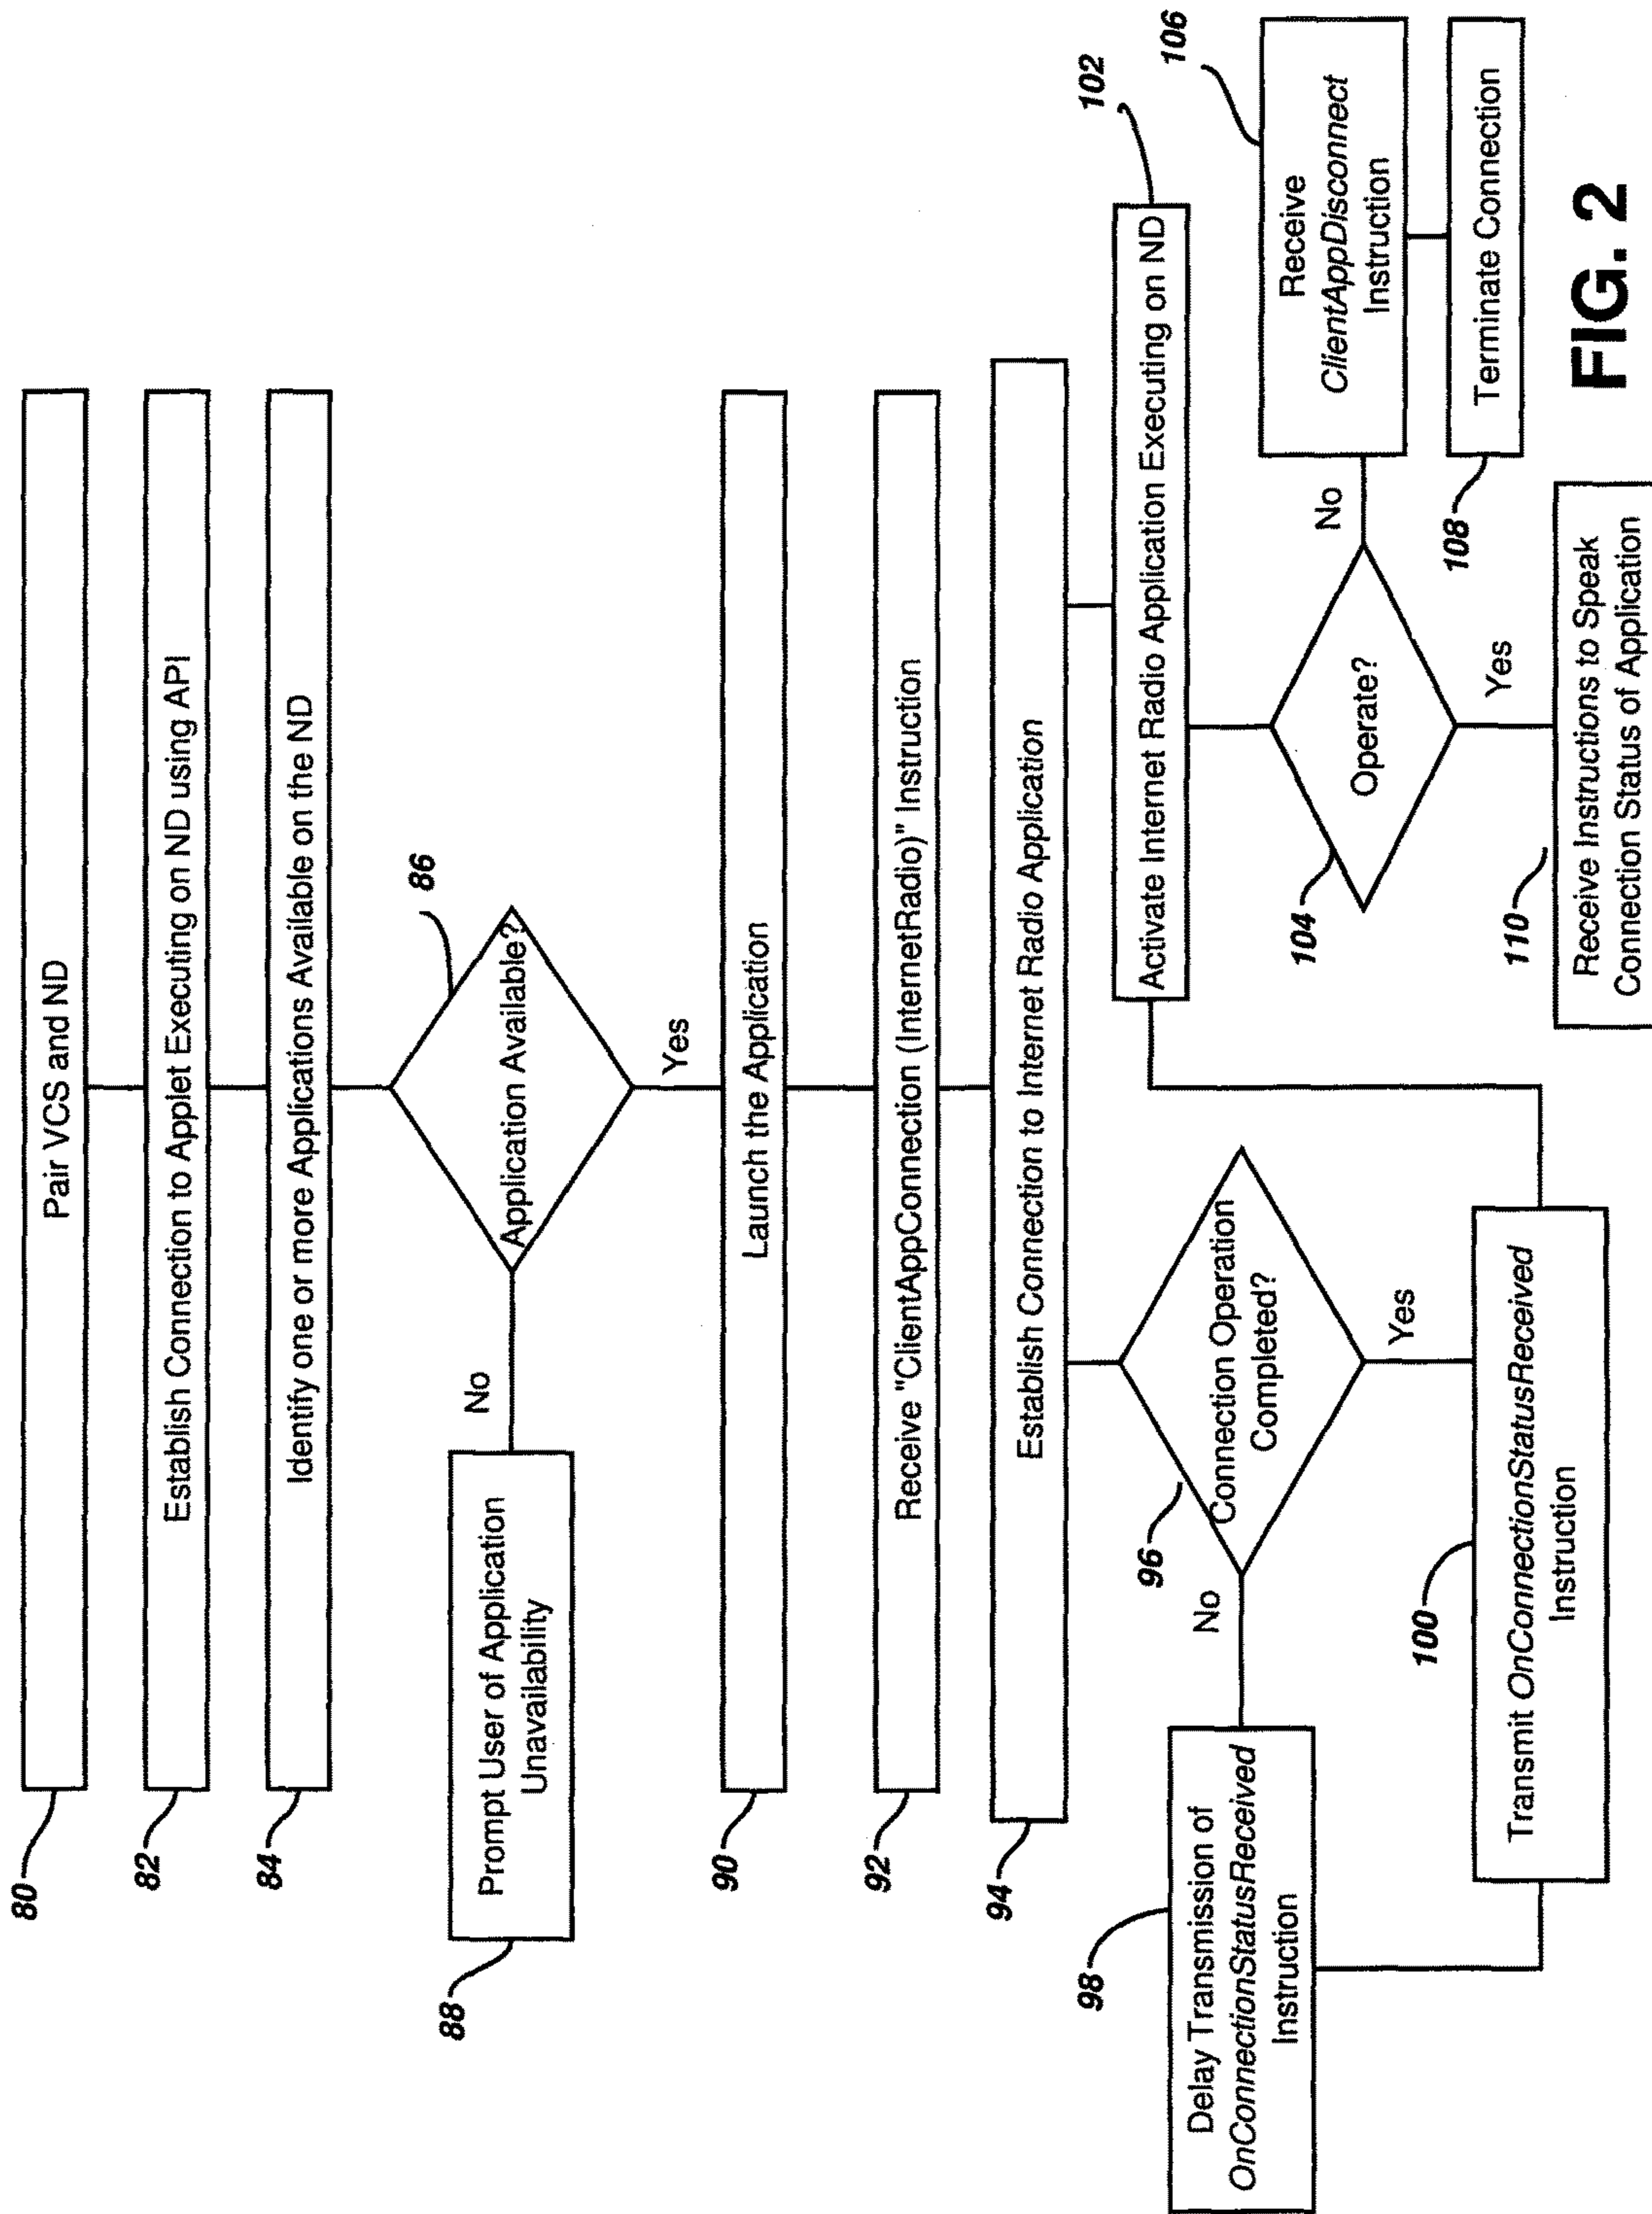 80
Pair VCS and ND
82
Establish Connection to Applet Executing on ND using API
84
Identify one or more Applications Available on the ND
86
Application Available?
No
88
Prompt User of Application
Unavailability
Yes
90
Launch the Application
92
Receive "ClientAppConnection (InternetRadio)" Instruction
94
Establish Connection to Internet Radio Application
96
Connection Operation
Completed?
No
98
Delay Transmission of
OnConnectionStatusReceived
Instruction
Yes
100
Transmit OnConnectionStatusReceived
Instruction
102
Activate Internet Radio Application Executing on ND
104
Operate?
No
106
Receive
ClientAppDisconnect
Instruction
108
Terminate Connection
Yes
110
Receive Instructions to Speak
Connection Status of Application
FIG. 2